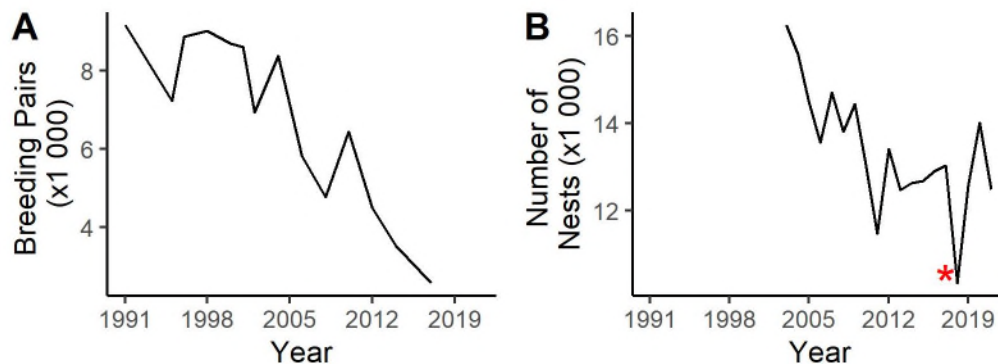 A
Breeding Pairs
(x1 000)
8
6
4
1991 1998 2005 2012 2019
Year
B
Number of
Nests (x1 000)
16
14
12
*
1991 1998 2005 2012 2019
Year